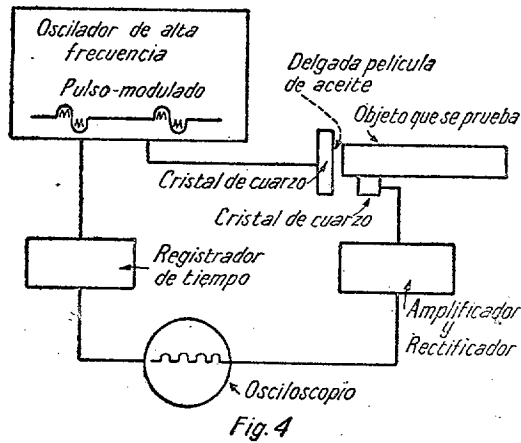 Oscilador de alta
frecuencia
Pulso-modulado
Delgada película
de aceite
Objeto que se prueba
Cristal de cuarzo
Cristal de cuarzo
Registrador
de tiempo
Amplificador
y
Rectificador
Osciloscopio
Fig. 4